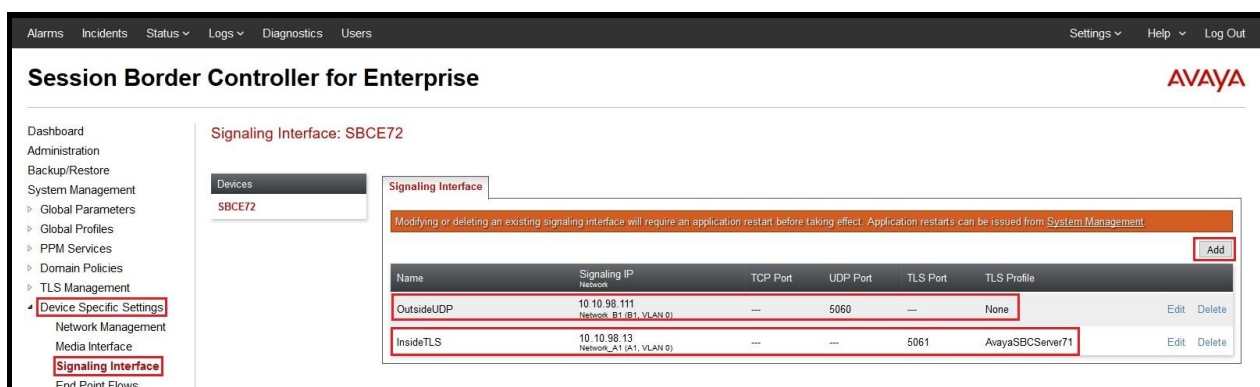 Alarms Incidents Status Logs Diagnostics Users Settings Help Log Out
Session Border Controller for Enterprise
AVAYA
Dashboard
Administration
Backup/Restore
System Management
Global Parameters
Global Profiles
PPM Services
Domain Policies
TLS Management
Device Specific Settings
Network Management
Media Interface
Signaling Interface
End Point Flows
Signaling Interface: SBCE72
Devices
SBCE72
Signaling Interface
Modifying or deleting an existing signaling interface will require an application restart before taking effect. Application restarts can be issued from System Management.
Add
Name Signaling IP TCP Port UDP Port TLS Port TLS Profile
Network
OutsideUDP 10.10.98.111 --- 5060 --- None Edit Delete
Network_B1 (B1, VLAN 0)
InsideTLS 10.10.98.13 --- --- 5061 AvayaSBCServer71 Edit Delete
Network_A1 (A1, VLAN 0)